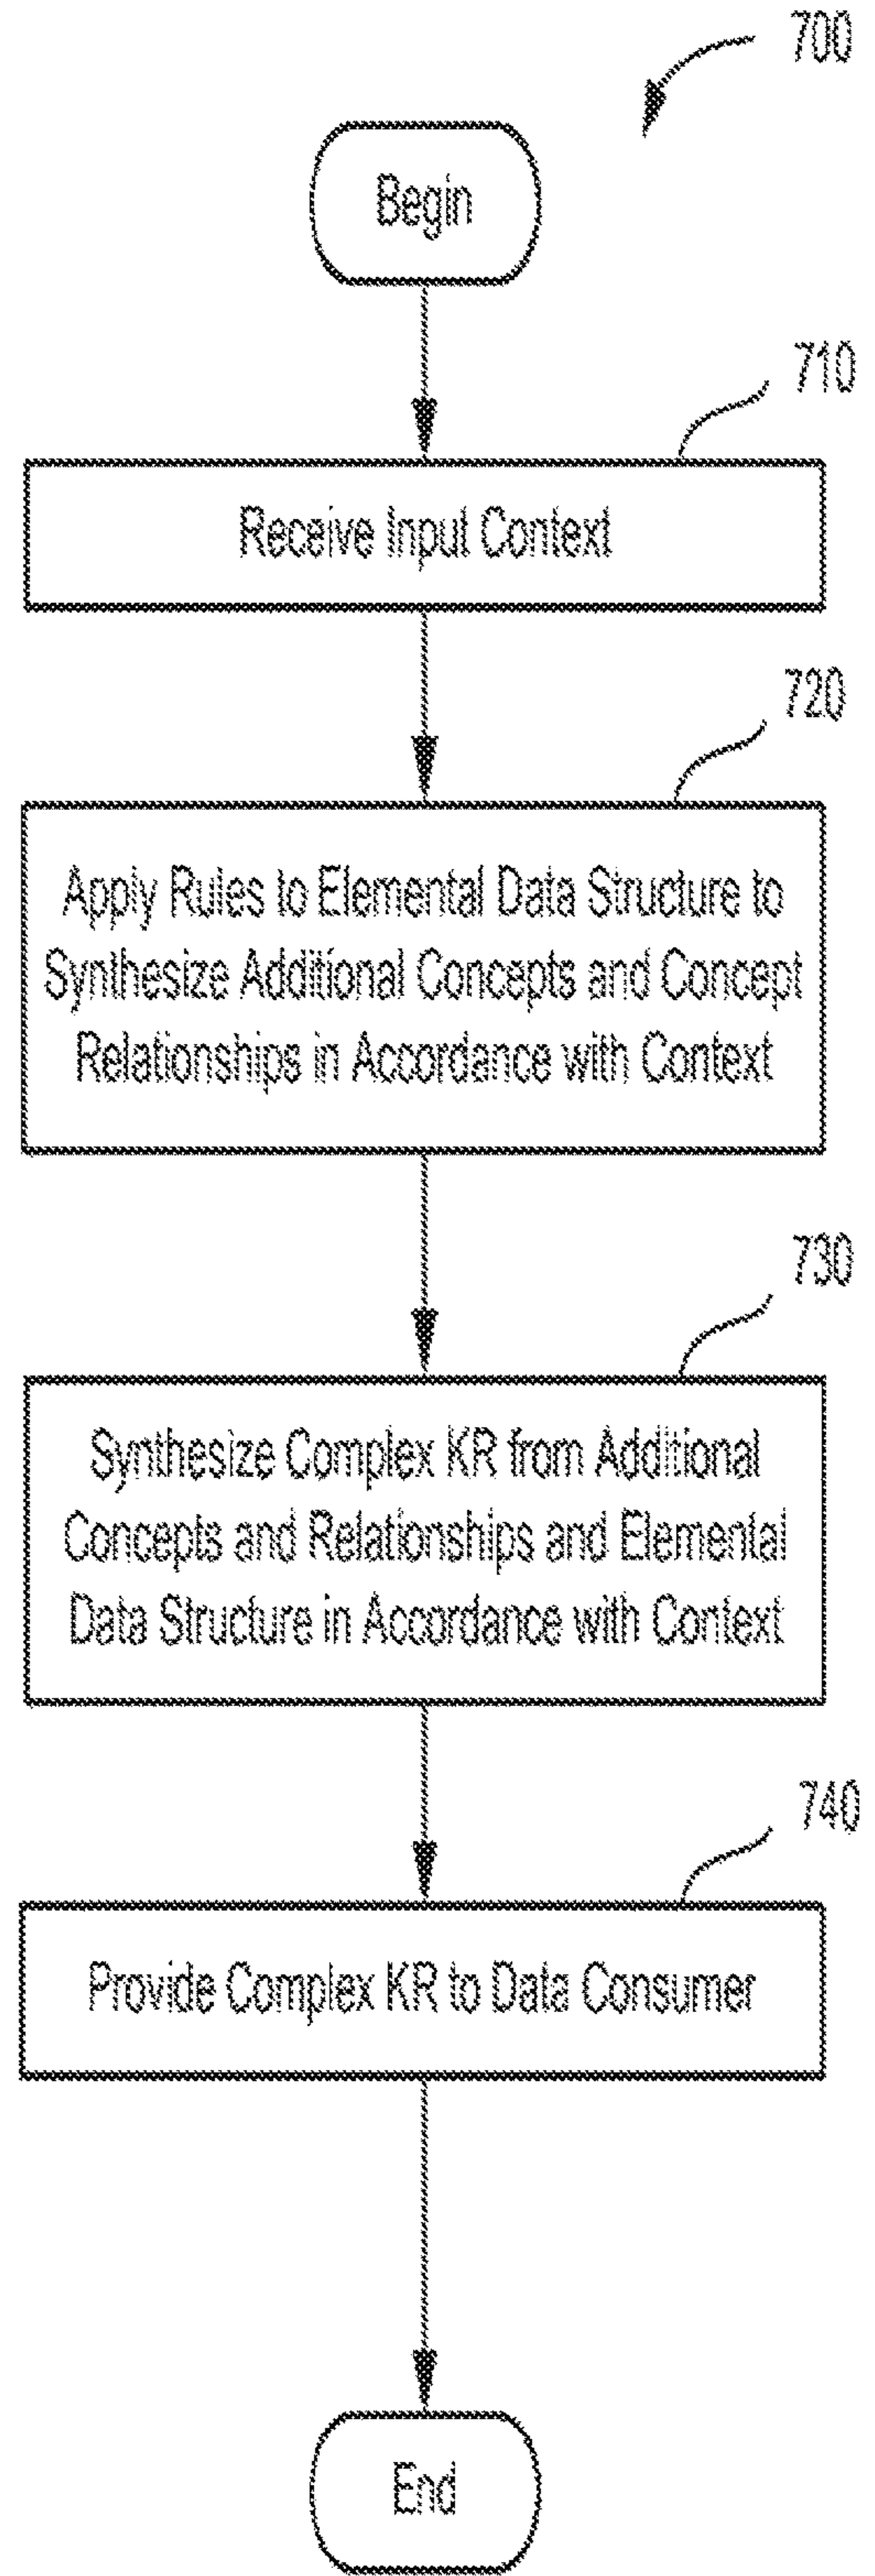 700
Begin
710
Receive Input Context
720
Apply Rules to Elemental Data Structure to
Synthesize Additional Concepts and Concept
Relationships in Accordance with Context
730
Synthesize Complex KR from Additional
Concepts and Relationships and Elemental
Data Structure in Accordance with Context
740
Provide Complex KR to Data Consumer
End